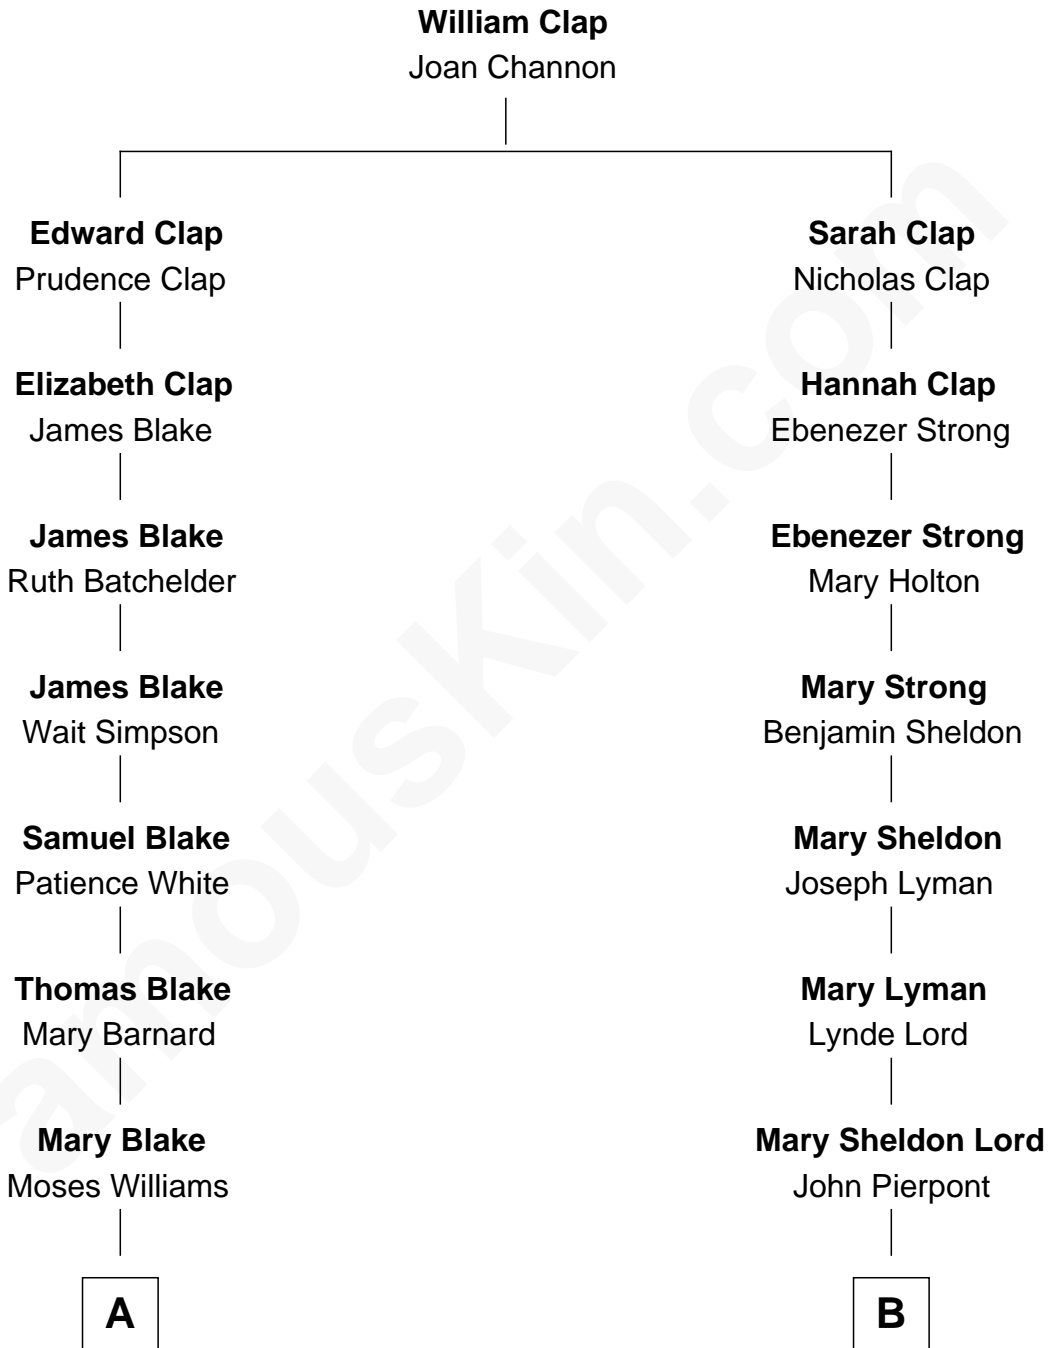 William Clap
Joan Channon
Edward Clap
Prudence Clap
Sarah Clap
Nicholas Clap
Elizabeth Clap
James Blake
Hannah Clap
Ebenezer Strong
James Blake
Ruth Batchelder
Ebenezer Strong
Mary Holton
James Blake
Wait Simpson
Mary Strong
Benjamin Sheldon
Samuel Blake
Patience White
Mary Sheldon
Joseph Lyman
Thomas Blake
Mary Barnard
Mary Lyman
Lynde Lord
Mary Blake
Moses Williams
Mary Sheldon Lord
John Pierpont
A
B
amousKin.com